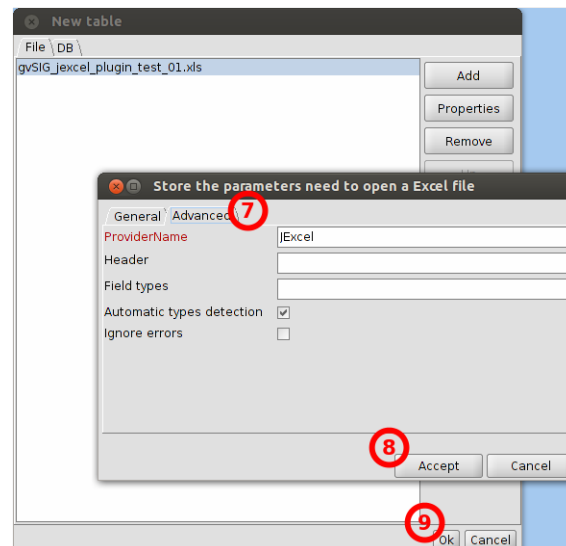 New table
File DB
gvSIG_jexcel_plugin_test_01.xls
Add
Properties
Remove
Store the parameters need to open a Excel file
7
General Advanced
ProviderName JExcel
Header
Field types
Automatic types detection
Ignore errors
8
Accept Cancel
9
Ok Cancel